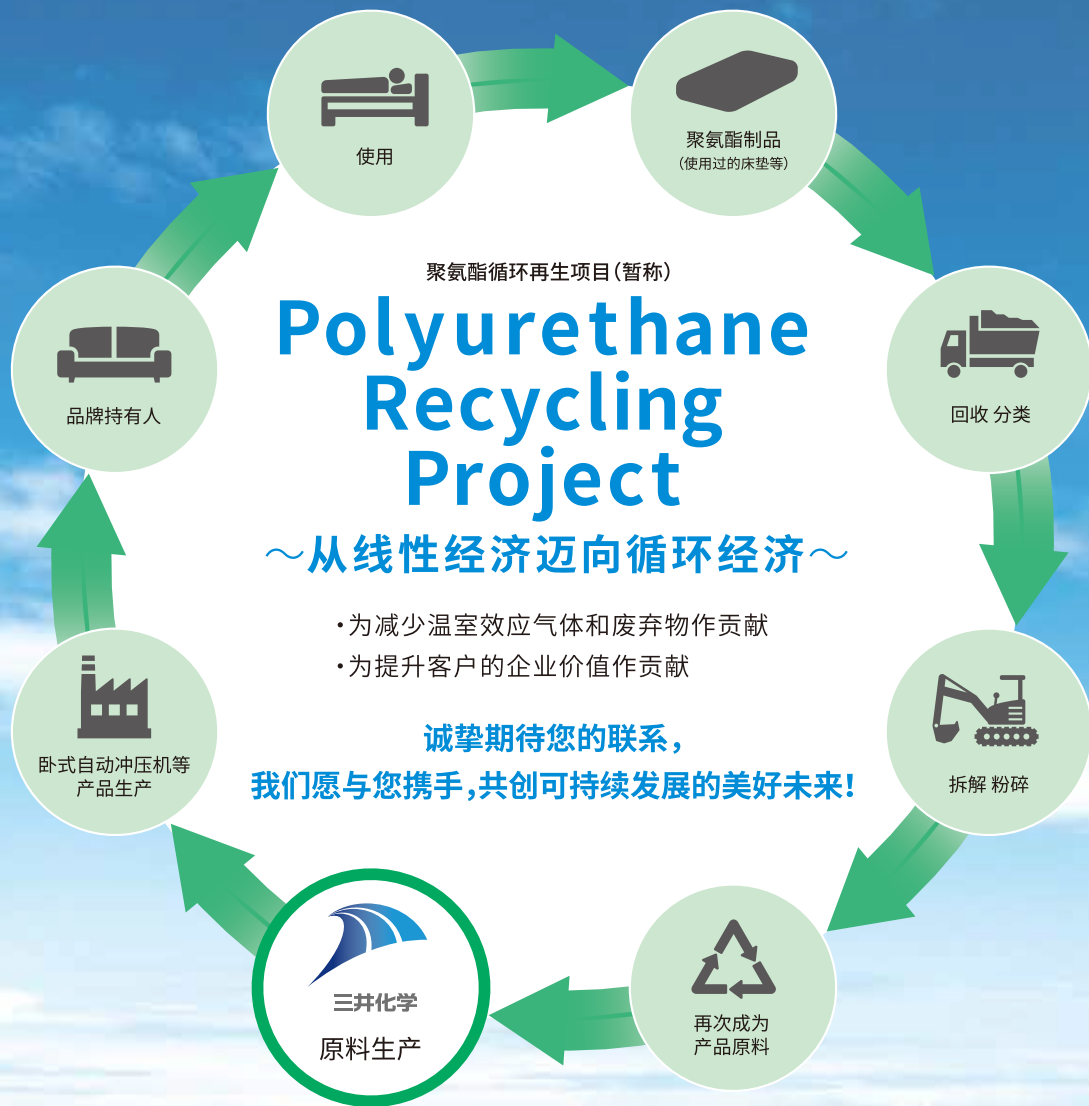 使用
聚氨酯制品
（使用过的床垫等）
聚氨酯循环再生项目（暂称）
Polyurethane
Recycling
Project
～从线性经济迈向循环经济～
・为减少温室效应气体和废弃物作贡献
・为提升客户的企业价值作贡献
诚挚期待您的联系，
我们愿与您携手，共创可持续发展的美好未来！
品牌持有人
回收 分类
卧式自动冲压机等
产品生产
拆解 粉碎
三井化学
原料生产
再次成为
产品原料